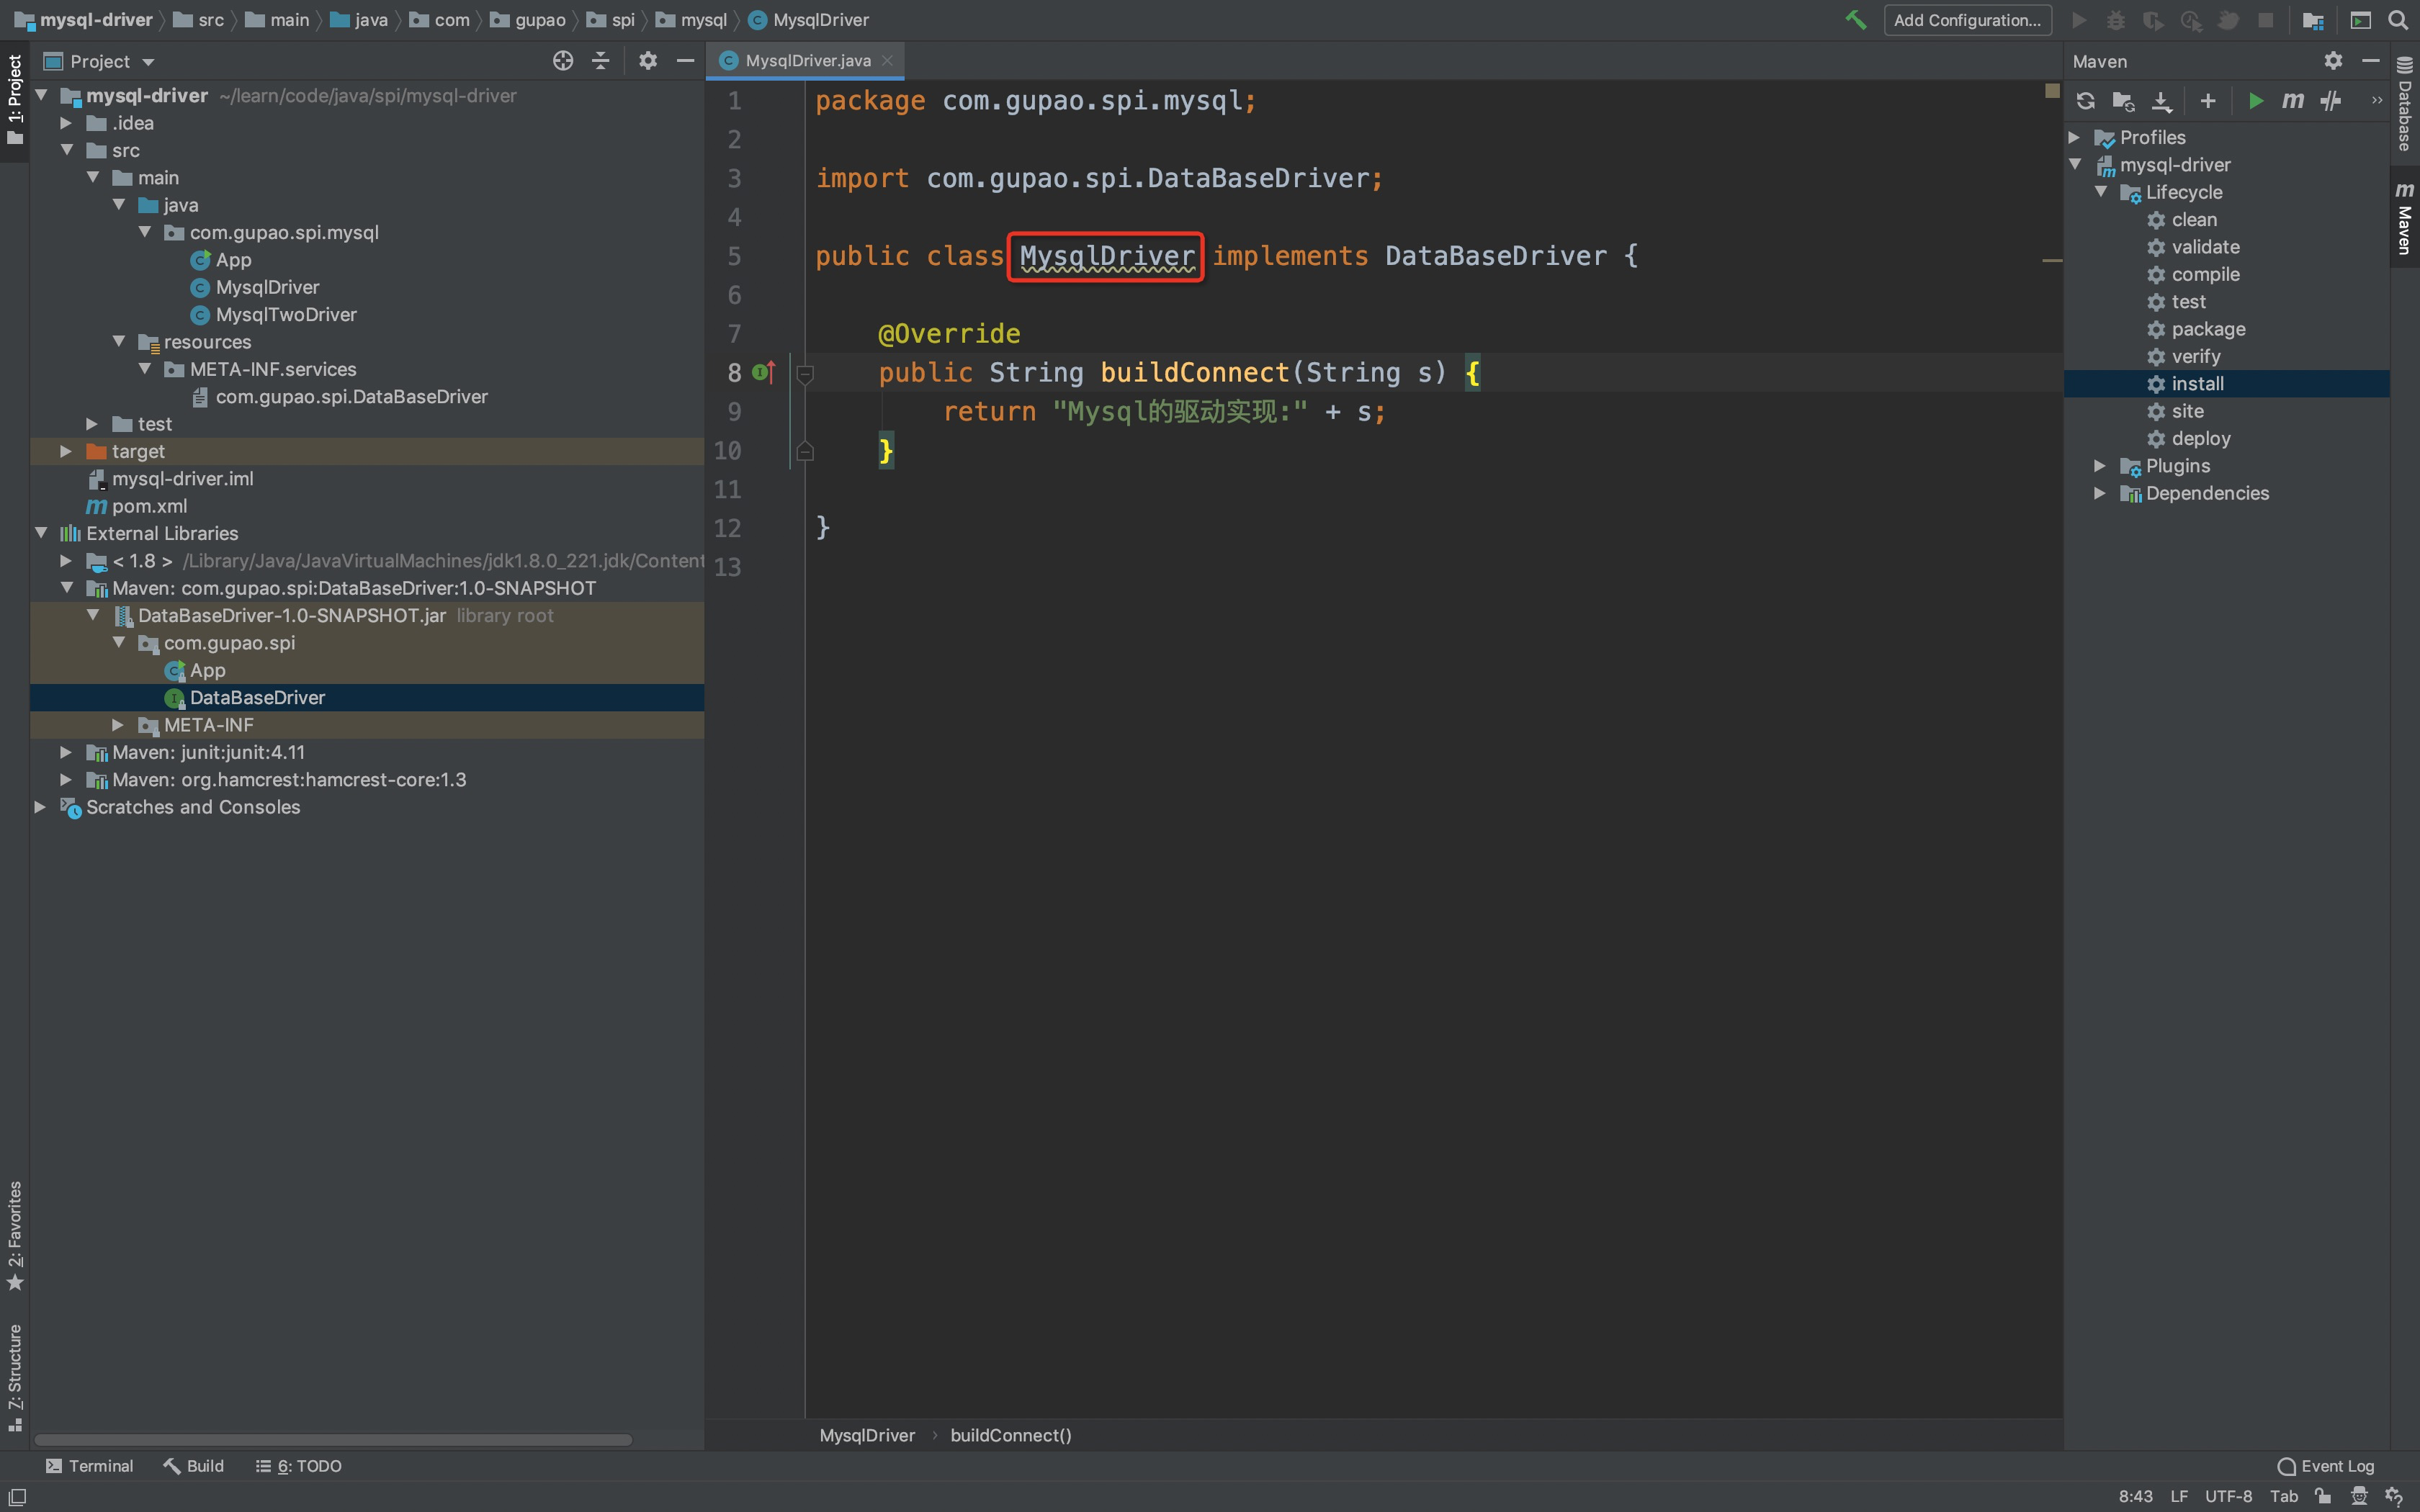 mysql-driver src main java com gupao spi mysql MysqlDriver
Add Configuration...
1: Project
Project
mysql-driver ~/learn/code/java/spi/mysql-driver
.idea
src
main
java
com.gupao.spi.mysql
App
MysqlDriver
MysqlTwoDriver
resources
META-INF.services
com.gupao.spi.DataBaseDriver
test
target
mysql-driver.iml
pom.xml
External Libraries
< 1.8 > /Library/Java/JavaVirtualMachines/jdk1.8.0_221.jdk/Content
Maven: com.gupao.spi:DataBaseDriver:1.0-SNAPSHOT
DataBaseDriver-1.0-SNAPSHOT.jar library root
com.gupao.spi
App
DataBaseDriver
META-INF
Maven: junit:junit:4.11
Maven: org.hamcrest:hamcrest-core:1.3
Scratches and Consoles
2: Favorites
7: Structure
MysqlDriver.java
1 package com.gupao.spi.mysql;
2
3 import com.gupao.spi.DataBaseDriver;
4
5 public class MysqlDriver implements DataBaseDriver {
6
7 @Override
8 public String buildConnect(String s) {
9 return "Mysql的驱动实现:" + s;
10 }
11
12 }
13
MysqlDriver › buildConnect()
Maven
Profiles
mysql-driver
Lifecycle
clean
validate
compile
test
package
verify
install
site
deploy
Plugins
Dependencies
Database
Maven
Terminal Build 6: TODO
Event Log
8:43 LF UTF-8 Tab